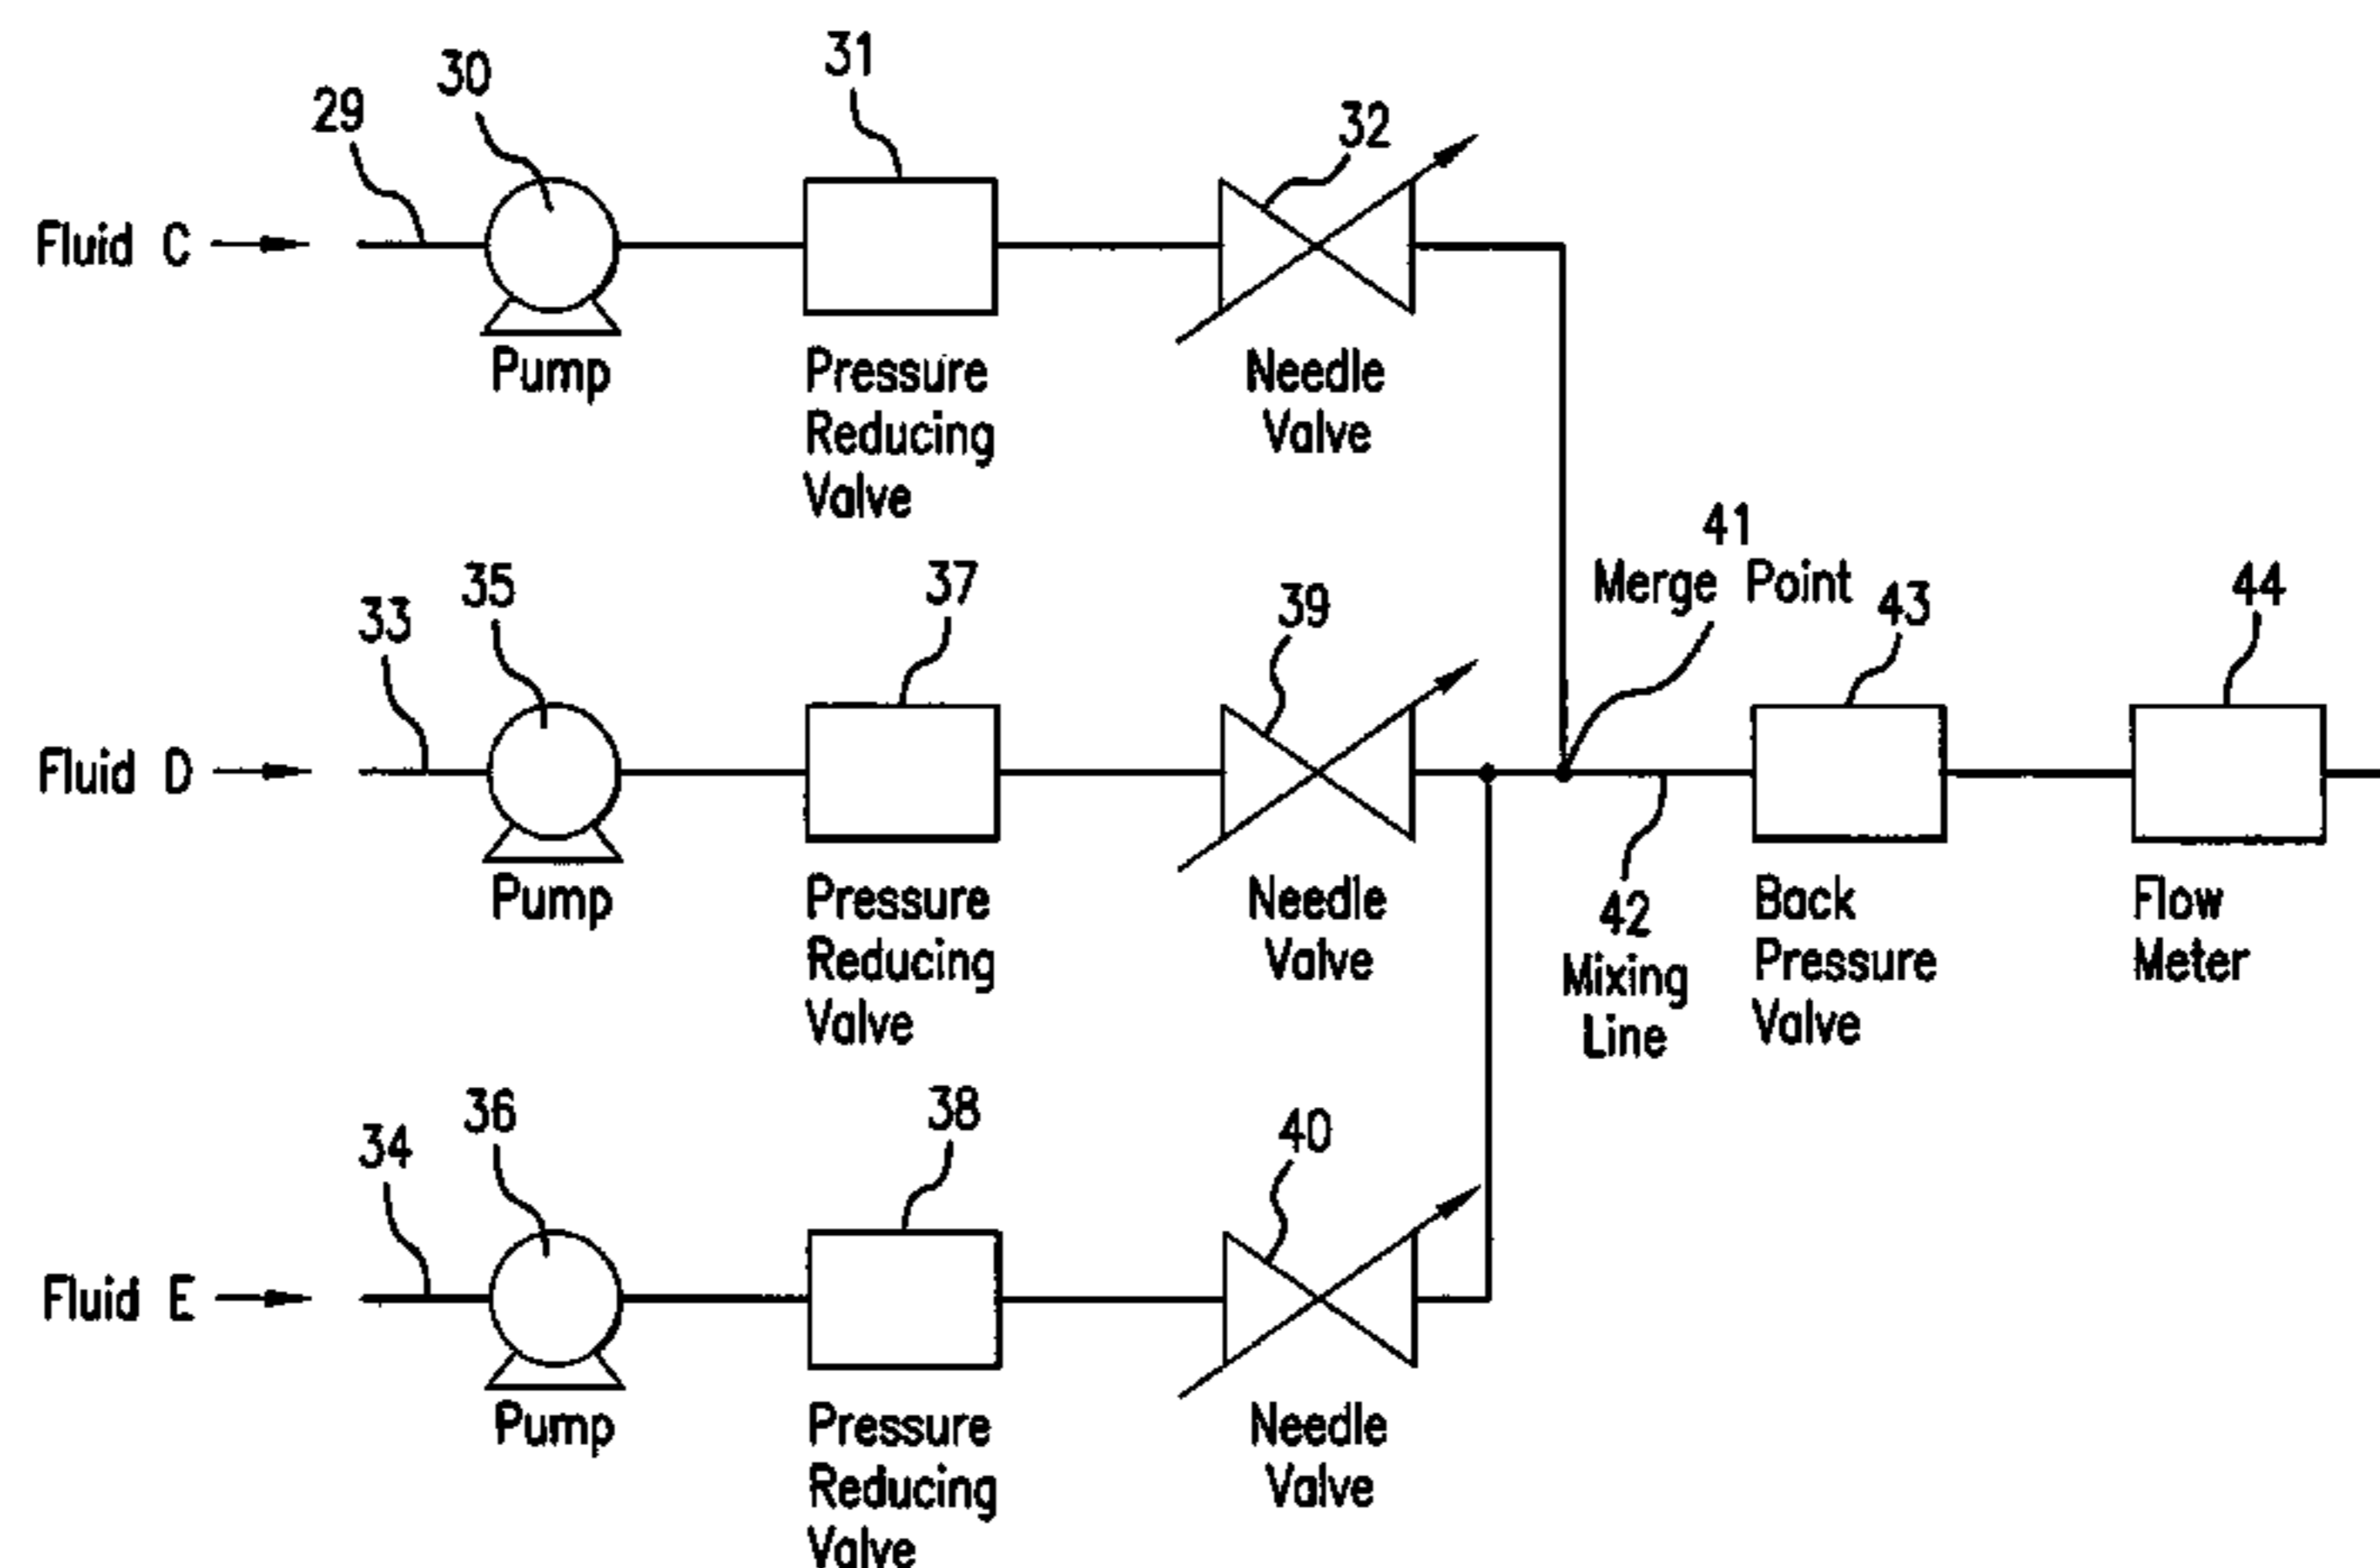 31
30
32
29
Fluid C
Pump
Pressure
Reducing
Valve
Needle
Valve
41
Merge Point
35
37
39
43
44
33
Fluid D
Pump
Pressure
Reducing
Valve
Needle
Valve
42
Mixing
Line
Back
Pressure
Valve
Flow
Meter
36
38
40
34
Fluid E
Pump
Pressure
Reducing
Valve
Needle
Valve